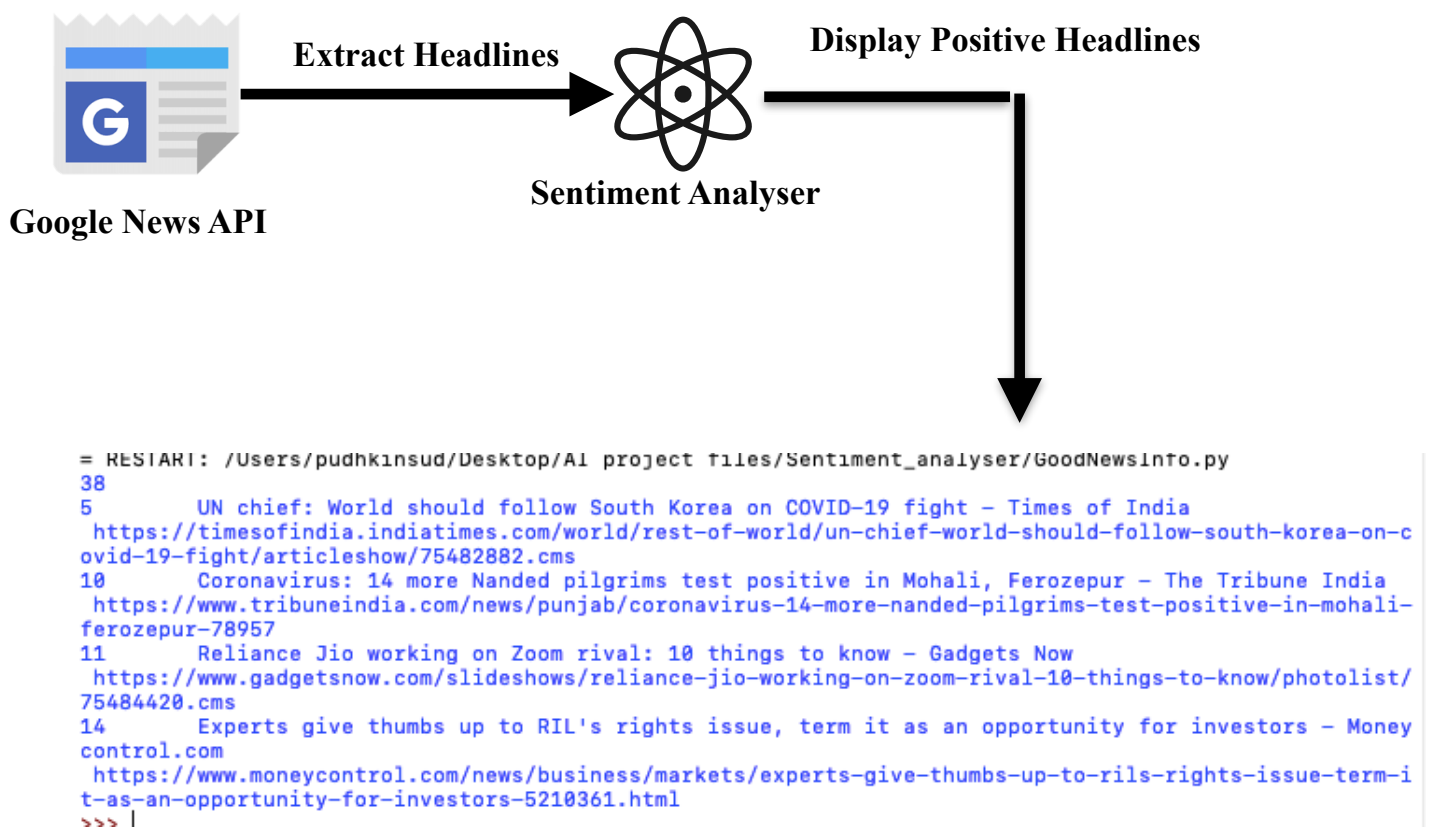 Extract Headlines
Display Positive Headlines
G
Sentiment Analyser
Google News API
= RESTART: /Users/pudhkinsud/Desktop/AI project files/Sentiment_analyser/GoodNewsInfo.py
38
5 UN chief: World should follow South Korea on COVID-19 fight – Times of India
https://timesofindia.indiatimes.com/world/rest-of-world/un-chief-world-should-follow-south-korea-on-c
ovid-19-fight/articleshow/75482882.cms
10 Coronavirus: 14 more Nanded pilgrims test positive in Mohali, Ferozepur – The Tribune India
https://www.tribuneindia.com/news/punjab/coronavirus-14-more-nanded-pilgrims-test-positive-in-mohali-
ferozepur-78957
11 Reliance Jio working on Zoom rival: 10 things to know – Gadgets Now
https://www.gadgetsnow.com/slideshows/reliance-jio-working-on-zoom-rival-10-things-to-know/photolist/
75484420.cms
14 Experts give thumbs up to RIL's rights issue, term it as an opportunity for investors – Money
control.com
https://www.moneycontrol.com/news/business/markets/experts-give-thumbs-up-to-rils-rights-issue-term-i
t-as-an-opportunity-for-investors-5210361.html
>>>